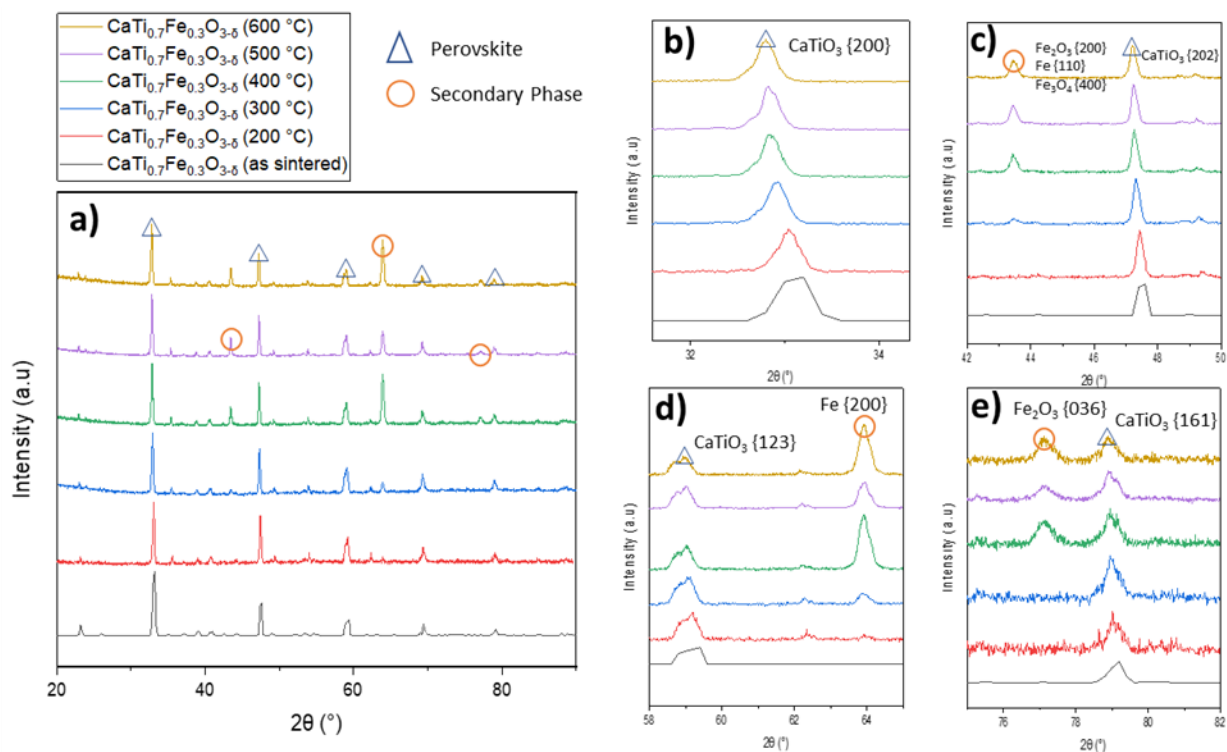 CaTi0.7Fe0.3O3-δ (600 °C)
CaTi0.7Fe0.3O3-δ (500 °C)
CaTi0.7Fe0.3O3-δ (400 °C)
CaTi0.7Fe0.3O3-δ (300 °C)
CaTi0.7Fe0.3O3-δ (200 °C)
CaTi0.7Fe0.3O3-δ (as sintered)
Perovskite
Secondary Phase
a)
Intensity (a.u)
20 40 60 80
2θ (°)
b)
CaTiO3 {200}
Intensity (a.u)
32 34
2θ (°)
c)
Fe2O3 {200}
Fe {110}
Fe3O4 {400}
CaTiO3 {202}
Intensity (a.u)
42 44 46 48 50
2θ (°)
d)
Fe {200}
CaTiO3 {123}
Intensity (a.u)
58 60 62 64
2θ (°)
e)
Fe2O3 {036}
CaTiO3 {161}
Intensity (a.u)
76 78 80 82
2θ (°)